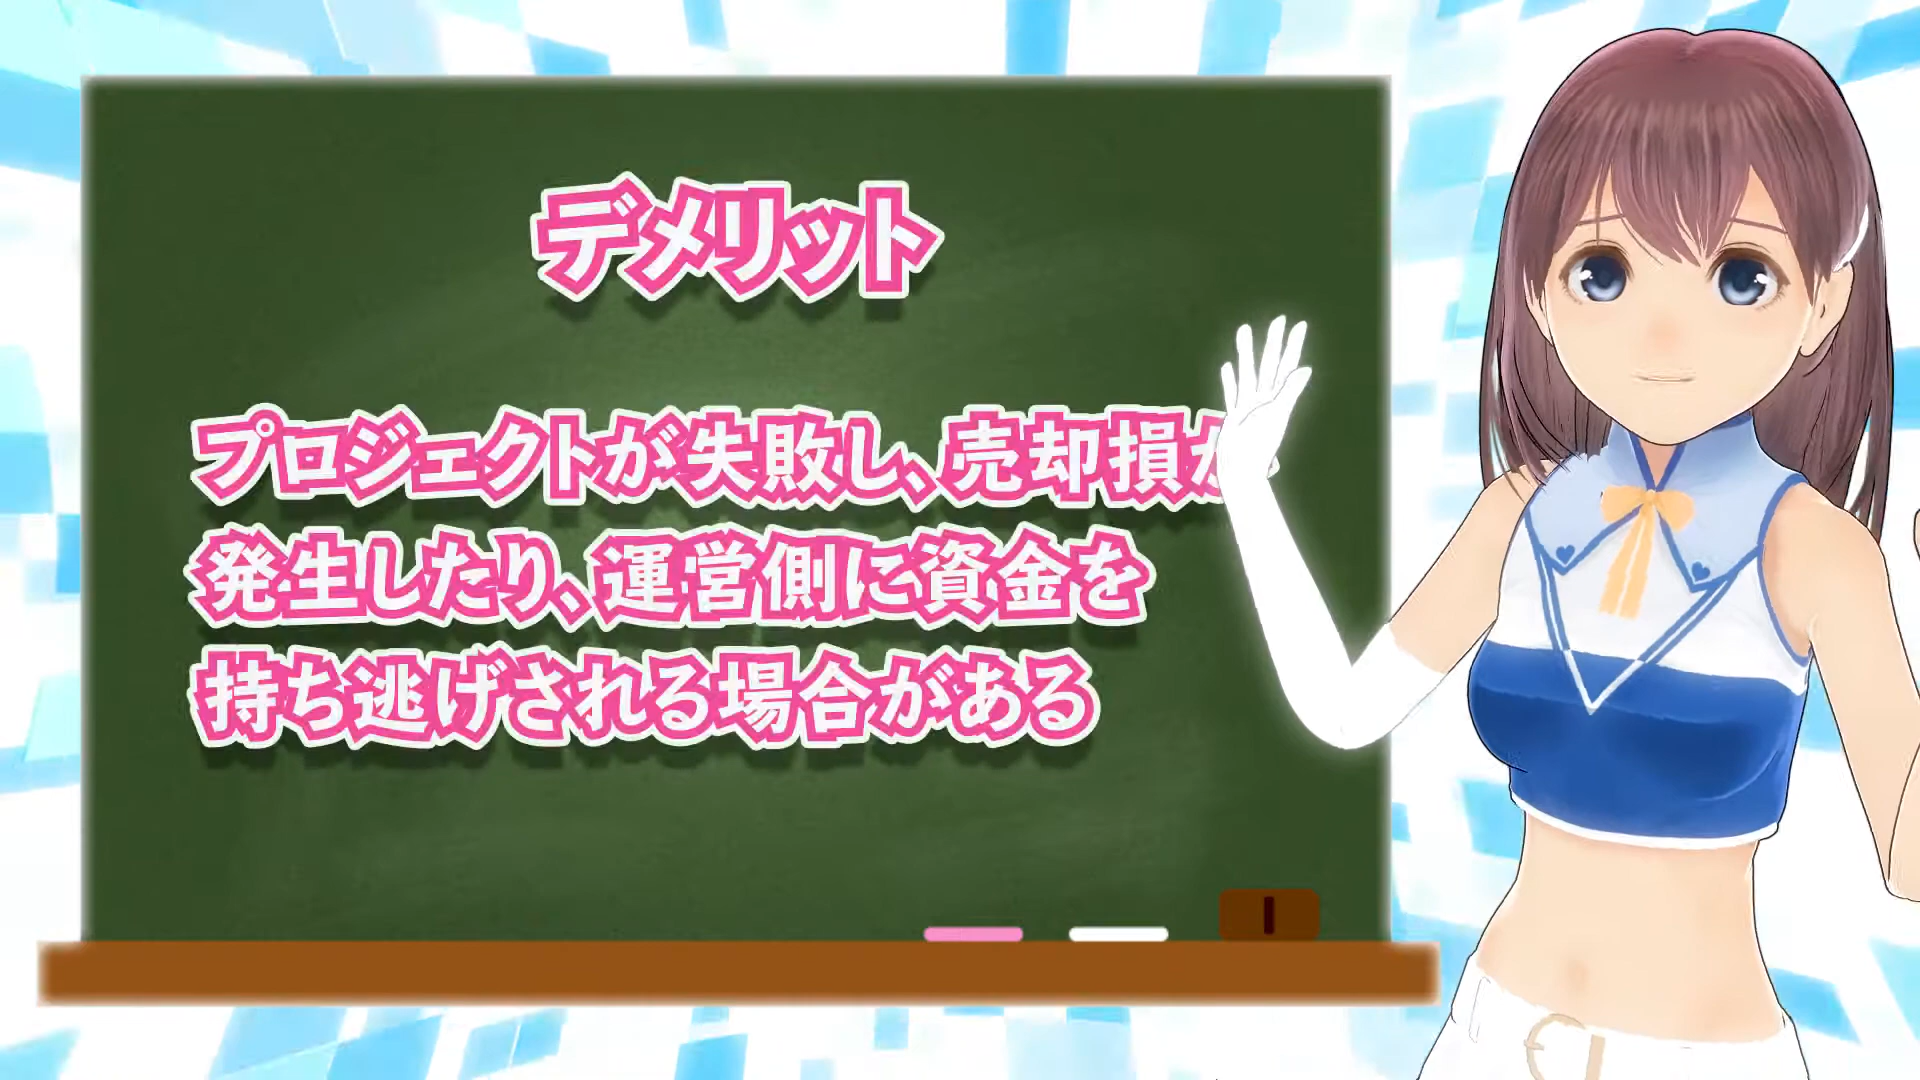 デメリット
プロジェクトが失敗し、売却損が
発生したり、運営側に資金を
持ち逃げされる場合がある